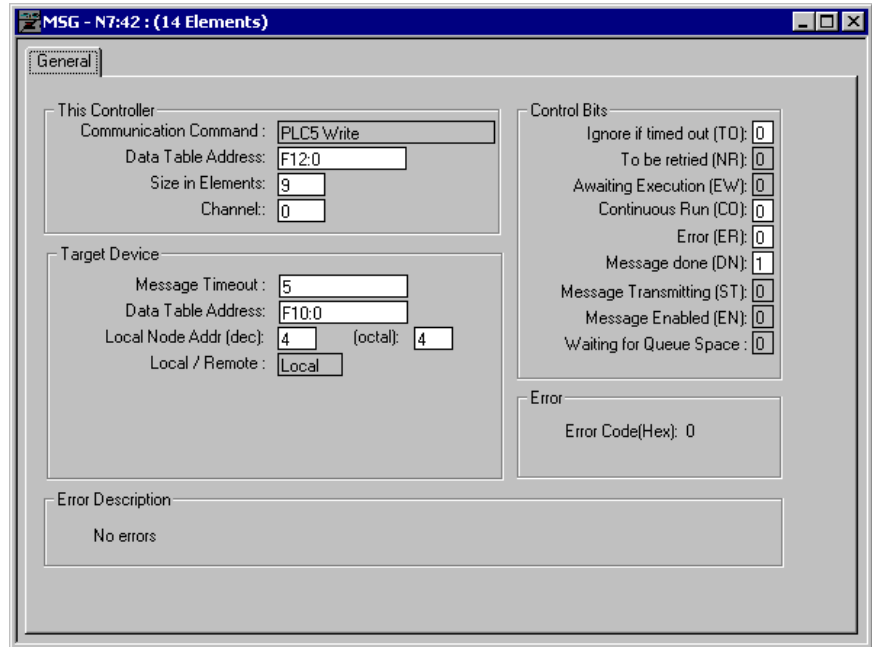 MSG - N7:42 : (14 Elements)
General
This Controller
Communication Command : PLC5 Write
Data Table Address: F12:0
Size in Elements: 9
Channel:: 0
Target Device
Message Timeout : 5
Data Table Address: F10:0
Local Node Addr (dec): 4 (octal): 4
Local / Remote : Local
Control Bits
Ignore if timed out (TO): 0
To be retried (NR): 0
Awaiting Execution (EW): 0
Continuous Run (CO): 0
Error (ER): 0
Message done (DN): 1
Message Transmitting (ST): 0
Message Enabled (EN): 0
Waiting for Queue Space : 0
Error
Error Code(Hex): 0
Error Description
No errors